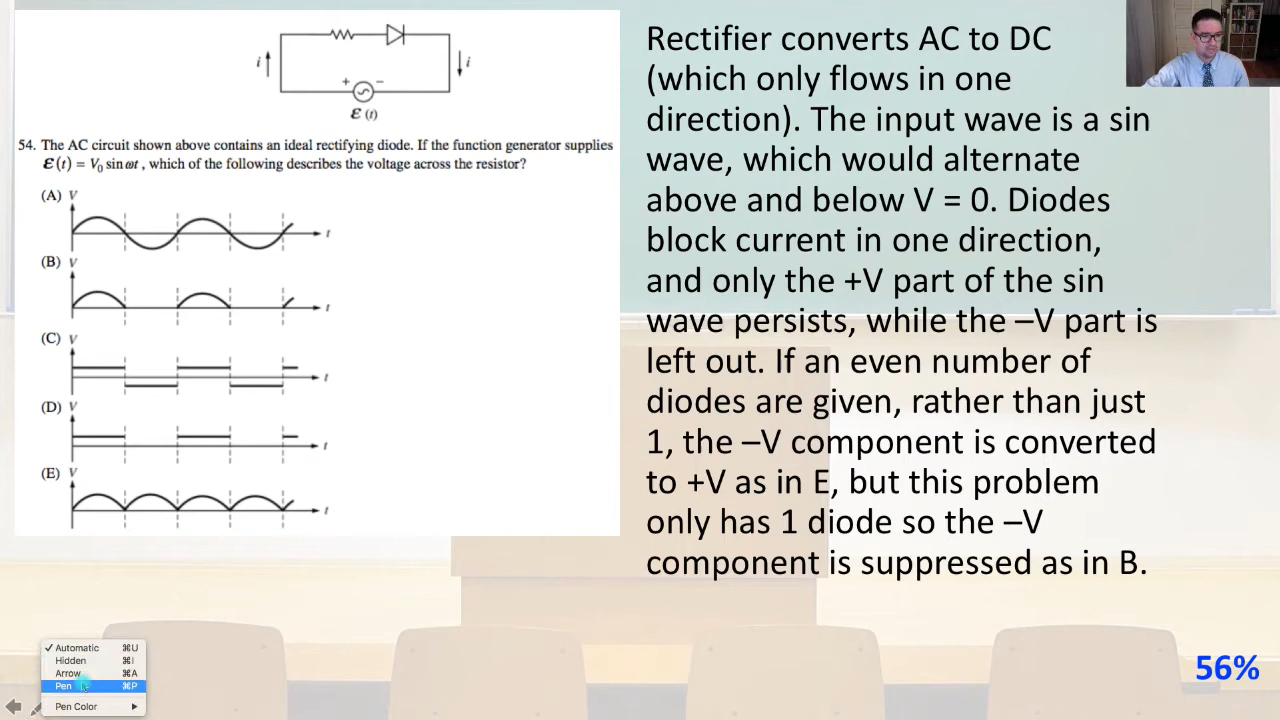 i
i
+ −
ε (t)
54. The AC circuit shown above contains an ideal rectifying diode. If the function generator supplies
ε(t) = V₀ sin ωt, which of the following describes the voltage across the resistor?
(A) V
t
(B) V
t
(C) V
t
(D) V
t
(E) V
t
Rectifier converts AC to DC
(which only flows in one
direction). The input wave is a sin
wave, which would alternate
above and below V = 0. Diodes
block current in one direction,
and only the +V part of the sin
wave persists, while the –V part is
left out. If an even number of
diodes are given, rather than just
1, the –V component is converted
to +V as in E, but this problem
only has 1 diode so the –V
component is suppressed as in B.
✓ Automatic ⌘U
Hidden ⌘I
Arrow ⌘A
Pen ⌘P
Pen Color
56%